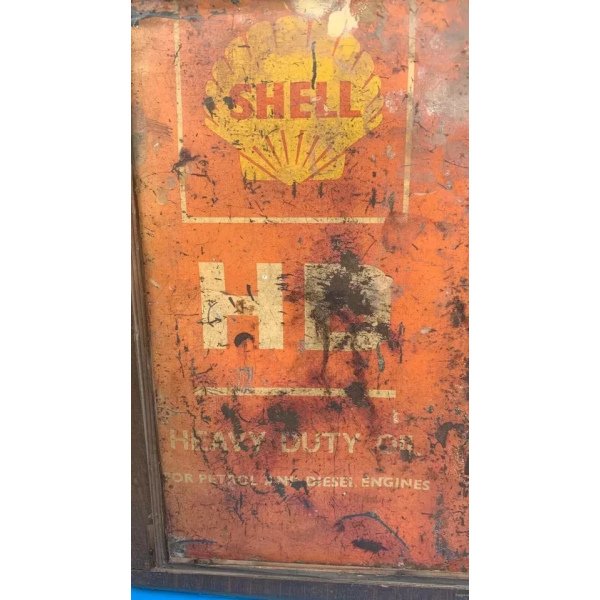 SHELL
HD
HEAVY DUTY OIL
FOR PETROL AND DIESEL ENGINES